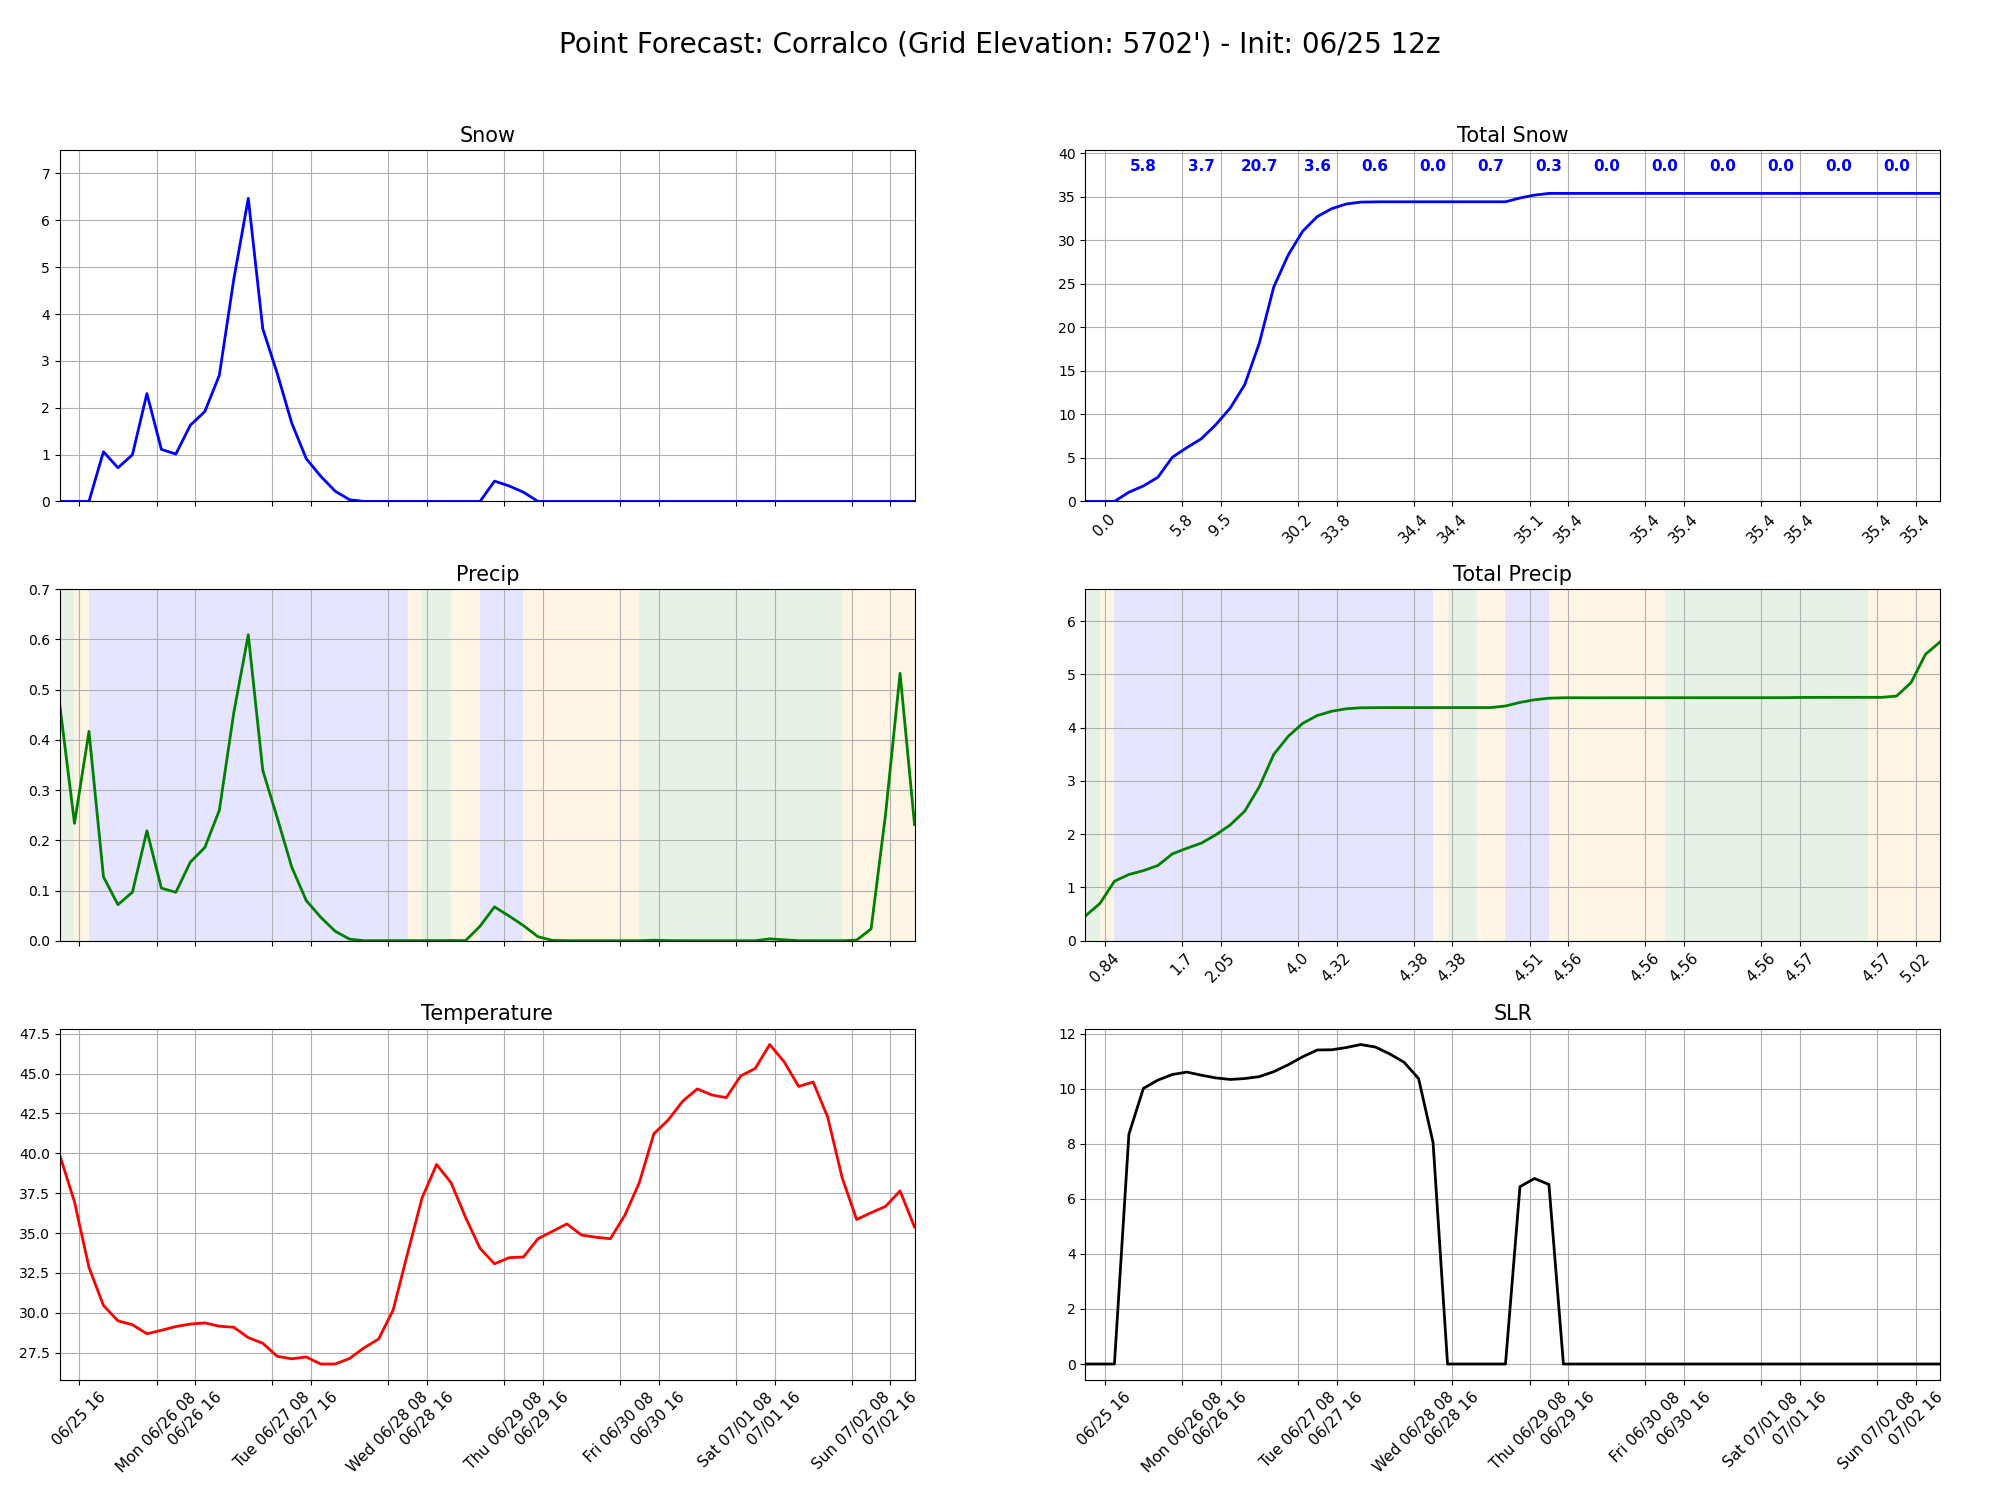 Point Forecast: Corralco (Grid Elevation: 5702') - Init: 06/25 12z
Snow
7
6
5
4
3
2
1
0
Total Snow
40
35
30
25
20
15
10
5
0
5.8 3.7 20.7 3.6 0.6 0.0 0.7 0.3 0.0 0.0 0.0 0.0 0.0 0.0
0.0 5.8 9.5 30.2 33.8 34.4 34.4 35.1 35.4 35.4 35.4 35.4 35.4 35.4 35.4
Precip
0.7
0.6
0.5
0.4
0.3
0.2
0.1
0.0
Total Precip
6
5
4
3
2
1
0
0.84 1.7 2.05 4.0 4.32 4.38 4.38 4.51 4.56 4.56 4.56 4.56 4.57 4.57 5.02
Temperature
47.5
45.0
42.5
40.0
37.5
35.0
32.5
30.0
27.5
06/25 16
Mon 06/26 08
06/26 16
Tue 06/27 08
06/27 16
Wed 06/28 08
06/28 16
Thu 06/29 08
06/29 16
Fri 06/30 08
06/30 16
Sat 07/01 08
07/01 16
Sun 07/02 08
07/02 16
SLR
12
10
8
6
4
2
0
06/25 16
Mon 06/26 08
06/26 16
Tue 06/27 08
06/27 16
Wed 06/28 08
06/28 16
Thu 06/29 08
06/29 16
Fri 06/30 08
06/30 16
Sat 07/01 08
07/01 16
Sun 07/02 08
07/02 16